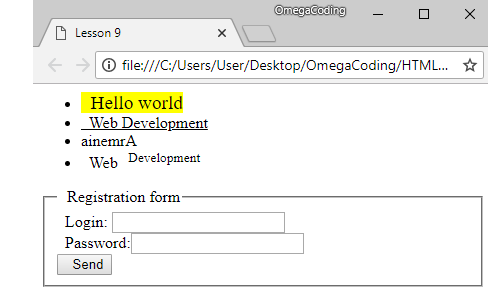 OmegaCoding
Lesson 9
file:///C:/Users/User/Desktop/OmegaCoding/HTML...
Hello world
Web Development
ainemrA
Web Development
Registration form
Login:
Password:
Send